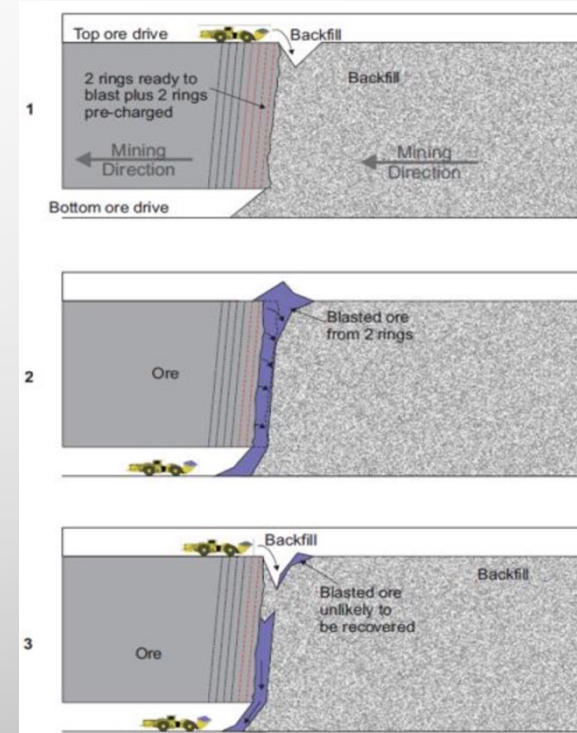 Top ore drive
Backfill
Backfill
2 rings ready to
blast plus 2 rings
pre-charged
1
Mining
Direction
Mining
Direction
Bottom ore drive
2
Blasted ore
from 2 rings
Ore
Backfill
Backfill
Blasted ore
unlikely to
be recovered
3
Ore